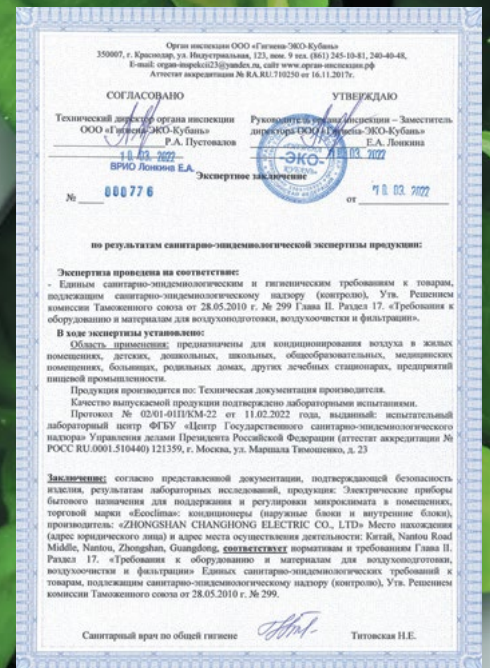 Орган инспекции ООО «Гигиена-ЭКО-Кубань»
350007, г. Краснодар, ул. Индустриальная, 123, пом. 9 тел. (861) 245-10-81, 240-40-48,
E-mail: organ-inspekcii23@yandex.ru, сайт www.орган-инспекции.рф
Аттестат аккредитации № RA.RU.710250 от 16.11.2017г.
СОГЛАСОВАНО
УТВЕРЖДАЮ
Технический директор органа инспекции
ООО «Гигиена-ЭКО-Кубань»
Р.А. Пустовалов
10. 03. 2022
ВРИО Лонкина Е.А.
Руководитель органа инспекции – Заместитель
директора ООО «Гигиена-ЭКО-Кубань»
Е.А. Лонкина
10. 03. 2022
ЭКО-
КУБАНЬ
Экспертное заключение
№ 000776
от 10. 03. 2022
по результатам санитарно-эпидемиологической экспертизы продукции:
Экспертиза проведена на соответствие:
- Единым санитарно-эпидемиологическим и гигиеническим требованиям к товарам,
подлежащим санитарно-эпидемиологическому надзору (контролю), Утв. Решением
комиссии Таможенного союза от 28.05.2010 г. № 299 Глава II. Раздел 17. «Требования к
оборудованию и материалам для воздухоподготовки, воздухоочистки и фильтрации».
В ходе экспертизы установлено:
Область применения: предназначены для кондиционирования воздуха в жилых
помещениях, детских, дошкольных, школьных, общеобразовательных, медицинских
помещениях, больницах, родильных домах, других лечебных стационарах, предприятий
пищевой промышленности.
Продукция производится по: Техническая документация производителя.
Качество выпускаемой продукции подтверждено лабораторными испытаниями.
Протокол № 02/01-01П/КМ-22 от 11.02.2022 года, выданный: испытательный
лабораторный центр ФГБУ «Центр Государственного санитарно-эпидемиологического
надзора» Управления делами Президента Российской Федерации (аттестат аккредитации №
РОСС RU.0001.510440) 121359, г. Москва, ул. Маршала Тимошенко, д. 23
Заключение: согласно представленной документации, подтверждающей безопасность
изделия, результатам лабораторных исследований, продукция: Электрические приборы
бытового назначения для поддержания и регулировки микроклимата в помещениях,
торговой марки «Ecoclima»: кондиционеры (наружные блоки и внутренние блоки),
производитель: «ZHONGSHAN CHANGHONG ELECTRIC CO., LTD» Место нахождения
(адрес юридического лица) и адрес места осуществления деятельности: Китай, Nantou Road
Middle, Nantou, Zhongshan, Guangdong, соответствует нормативам и требованиям Глава II.
Раздел 17. «Требования к оборудованию и материалам для воздухоподготовки,
воздухоочистки и фильтрации» Единых санитарно-эпидемиологических требований к
товарам, подлежащим санитарно-эпидемиологическому надзору (контролю), Утв. Решением
комиссии Таможенного союза от 28.05.2010 г. № 299.
Санитарный врач по общей гигиене
Титовская Н.Е.